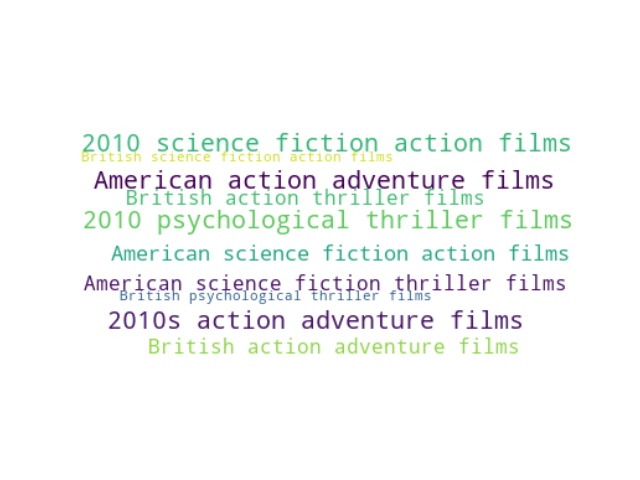 2010 science fiction action films
British science fiction action films
American action adventure films
British action thriller films
2010 psychological thriller films
American science fiction action films
American science fiction thriller films
British psychological thriller films
2010s action adventure films
British action adventure films